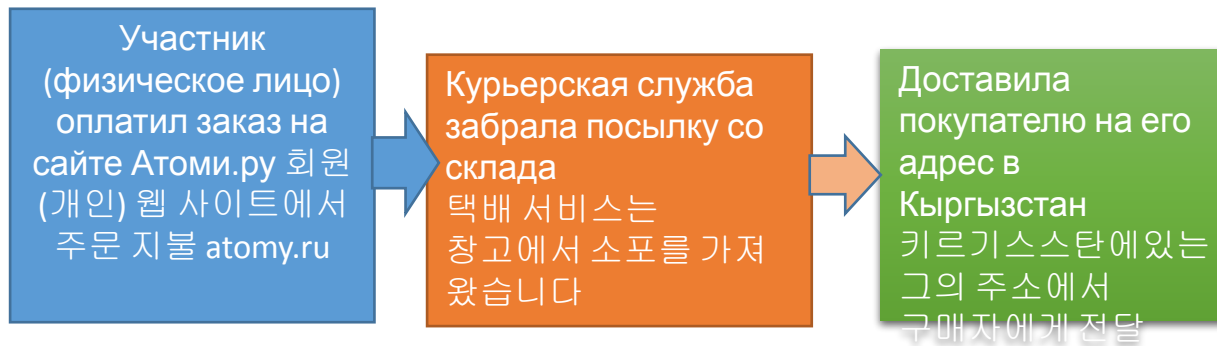 Участник
(физическое лицо)
оплатил заказ на
сайте Атоми.ру 회원
(개인) 웹 사이트에서
주문 지불 atomy.ru
Курьерская служба
забрала посылку со
склада
택배 서비스는
창고에서 소포를 가져
왔습니다
Доставила
покупателю на его
адрес в
Кыргызстан
키르기스스탄에있는
그의 주소에서
구매자에게 전달